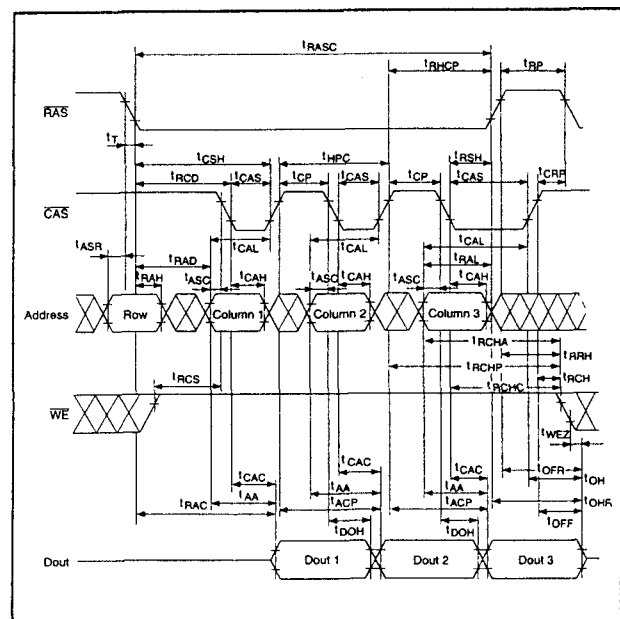 tRASC
tRHCP tRP
RAS
tT
tCSH tHPC tRSH
tRCD tCAS tCP tCAS tCP tCAS tCRP
CAS
tASR tCAL tCAL tCAL
tRAD tRAL
tRAH tASC tCAH tASC tCAH tASC tCAH
Address Row Column 1 Column 2 Column 3
tRCHA
tRRH
tRCHP
tRCS tRCH
tRCHC
WE
tWEZ
tCAC
tCAC tCAC tOFR
tAA tAA tAA tOH
tRAC tACP tACP tOHR
tDOH tDOH tOFF
Dout Dout 1 Dout 2 Dout 3